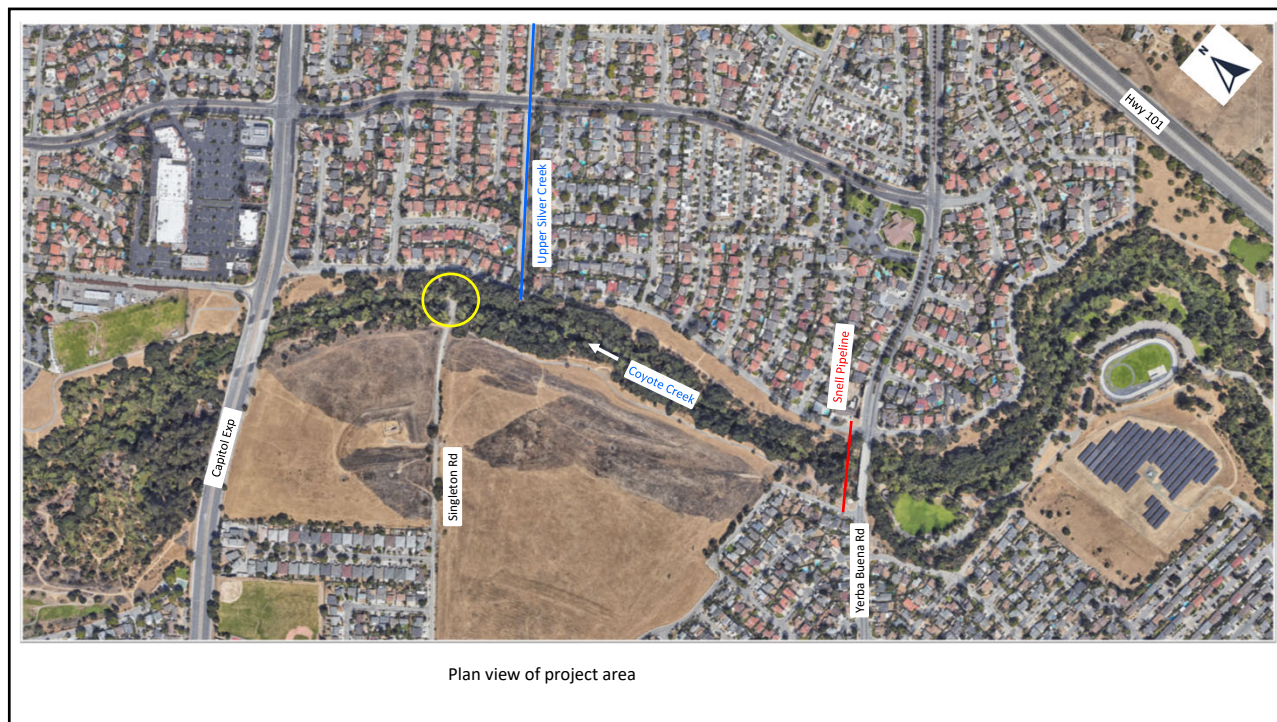 N
Hwy 101
Upper Silver Creek
Snell Pipeline
Coyote Creek
Capitol Exp
Singleton Rd
Yerba Buena Rd
Plan view of project area